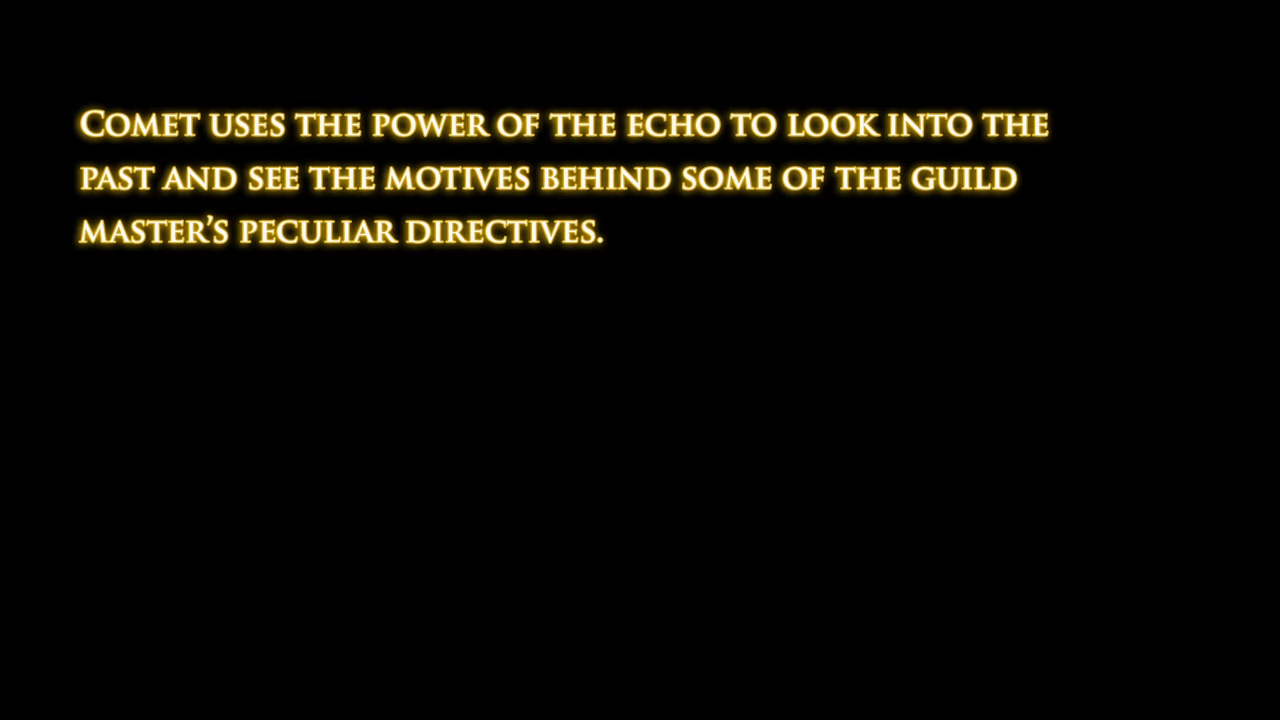 Comet uses the power of the echo to look into the
past and see the motives behind some of the guild
master’s peculiar directives.